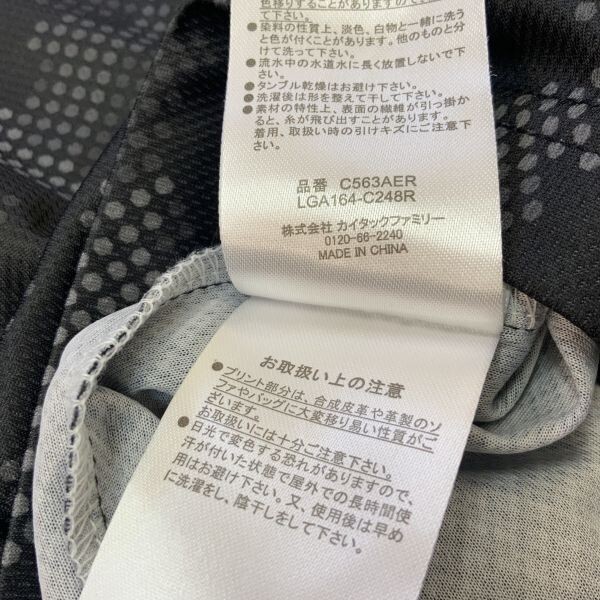 色移りすることがありますので
て下さい。
●染料の性質上、淡色、白物と一緒に洗う
と色が付くことがあります。他のものと分
けて洗って下さい。
●流水中の水道水に長く放置しないで下
さい。
●タンブル乾燥はお避け下さい。
●洗濯後は形を整えて干して下さい。
●素材の特性上、表面の繊維が引っ掛か
ると、糸が飛び出すことがあります。
着用、取扱い時の引けキズにご注意下
さい。
品番 C563AER
LGA164-C248R
株式会社 カイタックファミリー
0120-66-2240
MADE IN CHINA
お取扱い上の注意
●プリント部分は、合成皮革や革製のソ
ファやバッグに大変移り易い性質がご
ざいます。
お取扱いには十分ご注意下さい。
●日光で変色する恐れがありますので、
汗が付いた状態で屋外での長時間使
用はお避け下さい。又、使用後は早め
に洗濯をし、陰干しをして下さい。